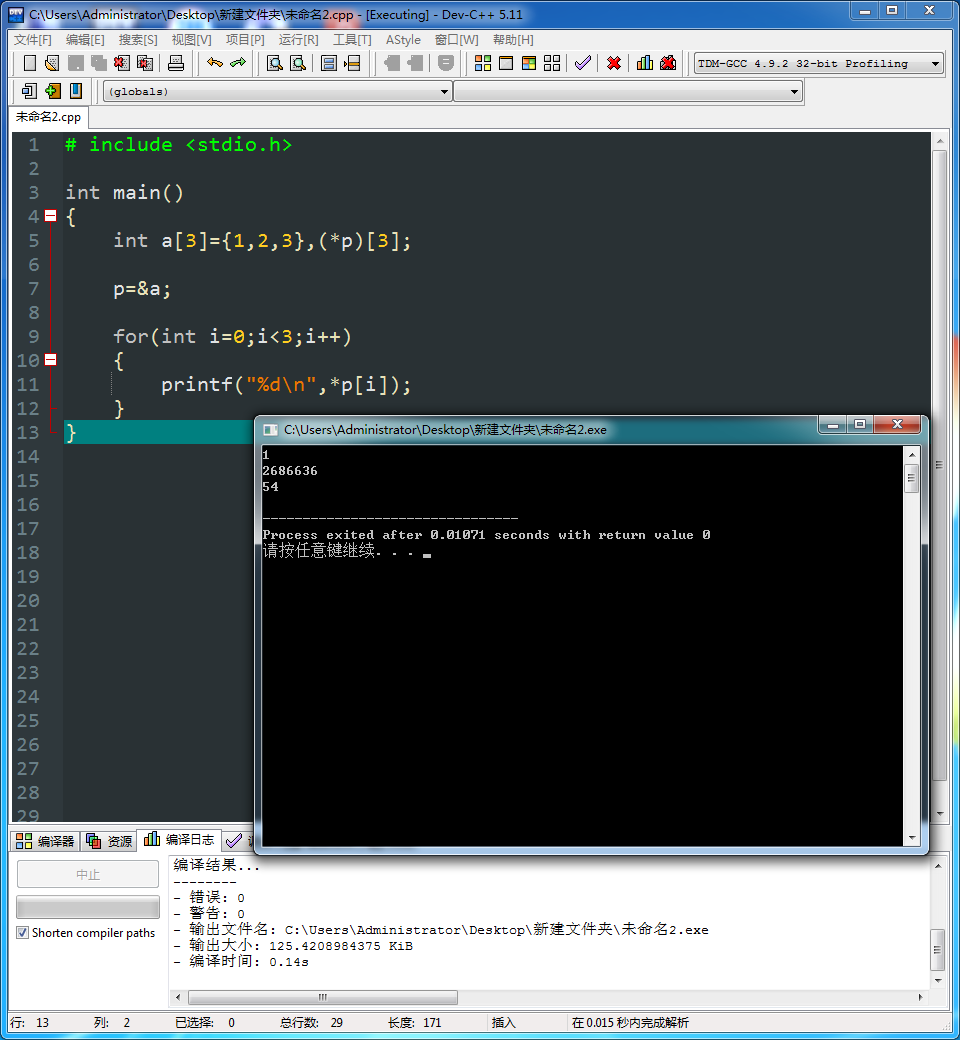 C:\Users\Administrator\Desktop\新建文件夹\未命名2.cpp - [Executing] - Dev-C++ 5.11
文件[F] 编辑[E] 搜索[S] 视图[V] 项目[P] 运行[R] 工具[T] AStyle 窗口[W] 帮助[H]
TDM-GCC 4.9.2 32-bit Profiling
(globals)
未命名2.cpp
1 # include <stdio.h>
2
3 int main()
4 {
5 int a[3]={1,2,3},(*p)[3];
6
7 p=&a;
8
9 for(int i=0;i<3;i++)
10 {
11 printf("%d\n",*p[i]);
12 }
13 }
14
15
16
17
18
19
20
21
22
23
24
25
26
27
28
29
C:\Users\Administrator\Desktop\新建文件夹\未命名2.exe
1
2686636
54
--------------------------------
Process exited after 0.01071 seconds with return value 0
请按任意键继续. . .
编译器 资源 编译日志
中止
Shorten compiler paths
编译结果...
--------
- 错误: 0
- 警告: 0
- 输出文件名: C:\Users\Administrator\Desktop\新建文件夹\未命名2.exe
- 输出大小: 125.4208984375 KiB
- 编译时间: 0.14s
行: 13 列: 2 已选择: 0 总行数: 29 长度: 171 插入 在 0.015 秒内完成解析